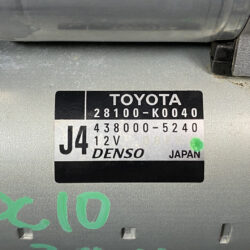 TOYOTA
28100-K0040
J4
438000-5240
12V
DENSO JAPAN